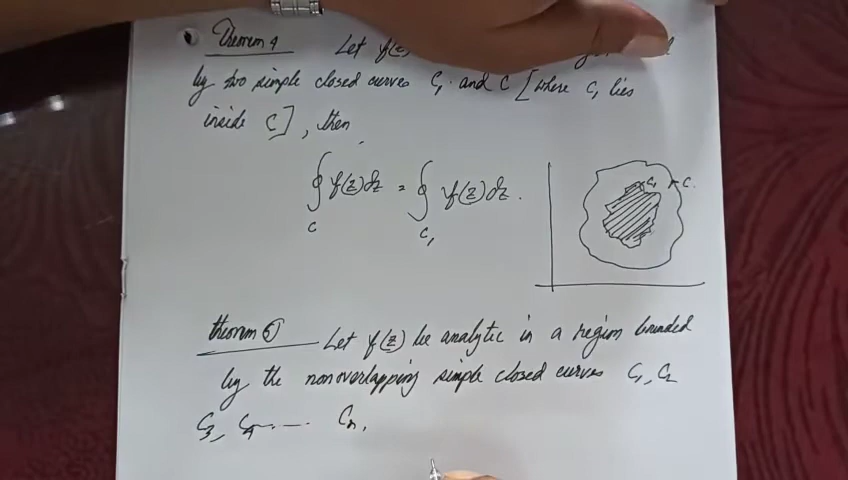 Theorem 4 Let f(z)
by two simple closed curves C₁ and C [where C₁ lies
inside C], then
∮ f(z)dz = ∮ f(z)dz.
C C₁
C₁ C.
theorem 5 Let f(z) be analytic in a region bounded
by the nonoverlapping simple closed curves C₁, C₂
C₃, C₄..... Cₙ,